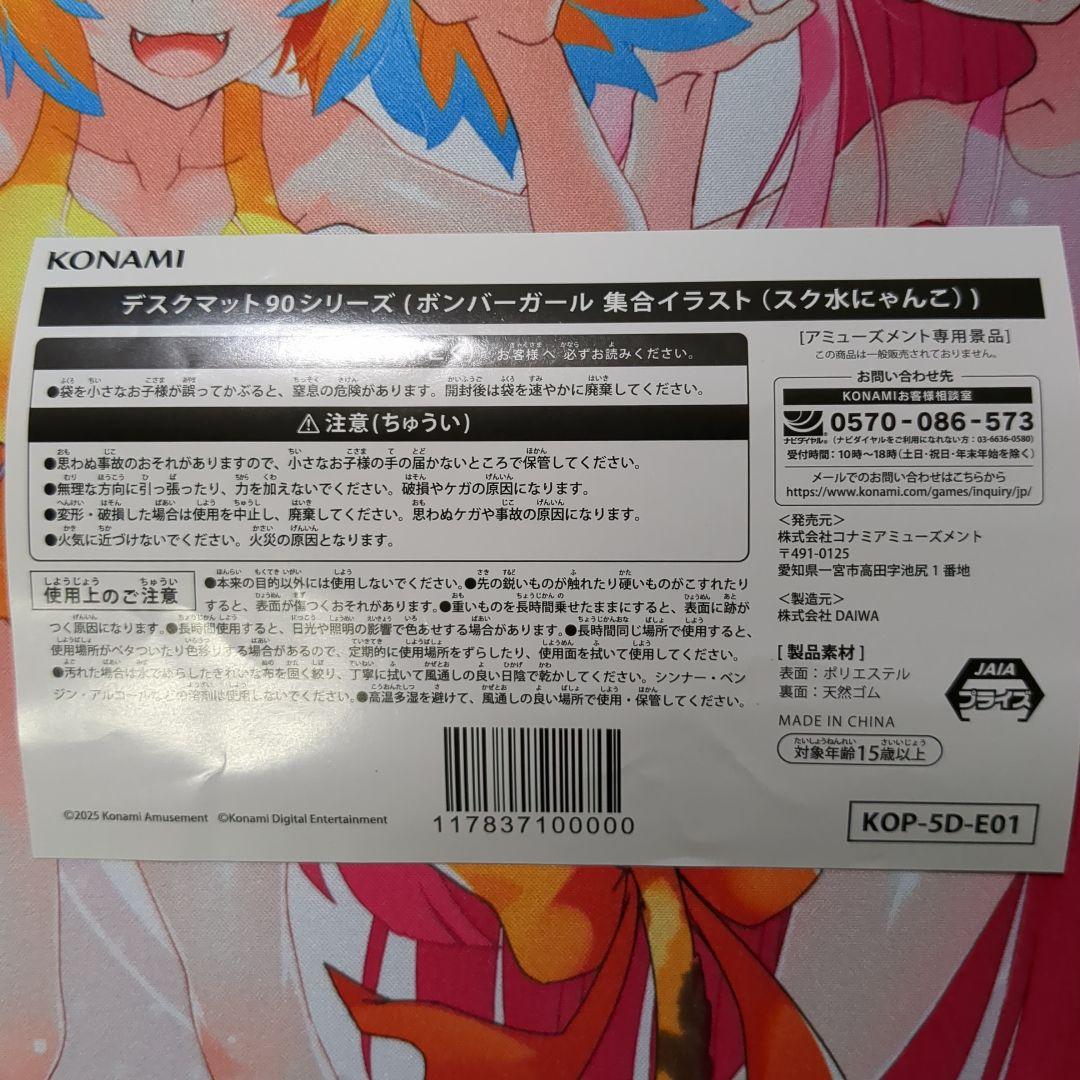 KONAMI
デスクマット90シリーズ(ボンバーガール 集合イラスト(スク水にゃんこ))
お客様へ 必ずお読みください。
●袋を小さなお子様が誤ってかぶると、窒息の危険があります。開封後は袋を速やかに廃棄してください。
⚠注意(ちゅうい)
●思わぬ事故のおそれがありますので、小さなお子様の手の届かないところで保管してください。
●無理な方向に引っ張ったり、力を加えないでください。破損やケガの原因になります。
●変形・破損した場合は使用を中止し、廃棄してください。思わぬケガや事故の原因になります。
●火気に近づけないでください。火災の原因となります。
使用上のご注意
●本来の目的以外には使用しないでください。●先の鋭いものが触れたり硬いものがこすれたり
すると、表面が傷つくおそれがあります。●重いものを長時間乗せたままにすると、表面に跡が
つく原因になります。●長時間使用すると、日光や照明の影響で色あせする場合があります。●長時間同じ場所で使用すると、
使用場所がベタついたり色移りする場合があるので、定期的に使用場所をずらしたり、使用面を拭いて使用してください。
●汚れた場合は水でぬらしたきれいな布を固く絞り、丁寧に拭いて風通しの良い日陰で乾かしてください。シンナー・ベン
ジン・アルコールなどの溶剤は使用しないでください。●高温多湿を避けて、風通しの良い場所で使用・保管してください。
©2025 Konami Amusement ©Konami Digital Entertainment
117837100000
[アミューズメント専用景品]
この商品は一般販売されておりません。
お問い合わせ先
KONAMIお客様相談室
ナビダイヤル® 0570-086-573
(ナビダイヤルをご利用になれない方:03-6636-0580)
受付時間:10時〜18時(土日・祝日・年末年始を除く)
メールでのお問い合わせはこちらから
https://www.konami.com/games/inquiry/jp/
<発売元>
株式会社コナミアミューズメント
〒491-0125
愛知県一宮市高田字池尻1番地
<製造元>
株式会社 DAIWA
[製品素材]
表面:ポリエステル
裏面:天然ゴム
JAIA
プライズ
MADE IN CHINA
対象年齢15歳以上
KOP-5D-E01